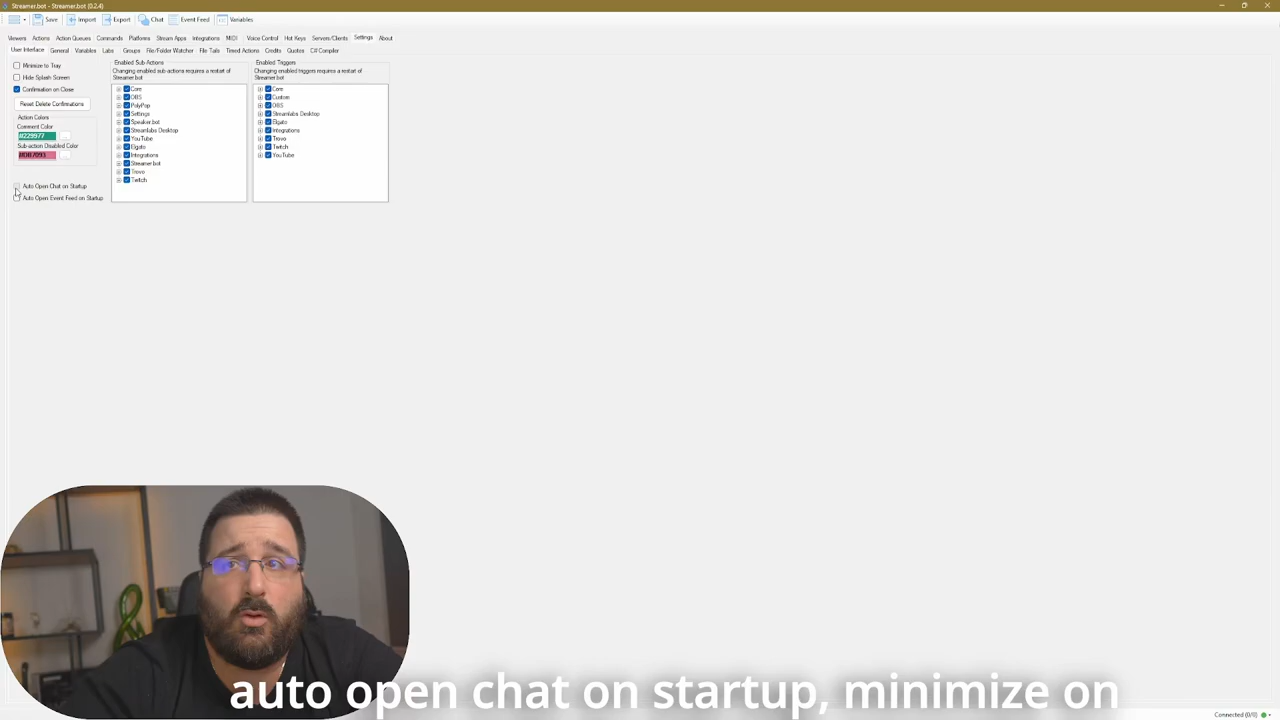 Streamer.bot - Streamer.bot (0.2.4)
Save Import Export Chat Event Feed Variables
Viewers Actions Action Queues Commands Platforms Stream Apps Integrations MIDI Voice Control Hot Keys Servers/Clients Settings About
User Interface General Variables Labs Groups File/Folder Watcher File Tails Timed Actions Credits Quotes C# Compiler
Minimize to Tray
Hide Splash Screen
Confirmation on Close
Reset Delete Confirmations
Action Colors
Comment Color
#229977
...
Sub-action Disabled Color
#DB7093
...
Auto Open Chat on Startup
Auto Open Event Feed on Startup
Enabled Sub-Actions
Changing enabled sub-actions requires a restart of
Streamer.bot
Core
OBS
PolyPop
Settings
Speaker.bot
Streamlabs Desktop
YouTube
Elgato
Integrations
Streamer.bot
Trovo
Twitch
Enabled Triggers
Changing enabled triggers requires a restart of
Streamer.bot
Core
Custom
OBS
Streamlabs Desktop
Elgato
Integrations
Trovo
Twitch
YouTube
auto open chat on startup, minimize on
Connected (0/0)